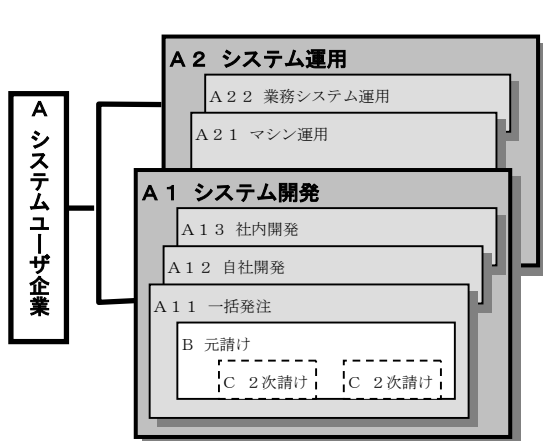 Ａ２ システム運用
Ａ２２ 業務システム運用
Ａ２１ マシン運用
Ａ システムユーザ企業
Ａ１ システム開発
Ａ１３ 社内開発
Ａ１２ 自社開発
Ａ１１ 一括発注
Ｂ 元請け
Ｃ ２次請け
Ｃ ２次請け